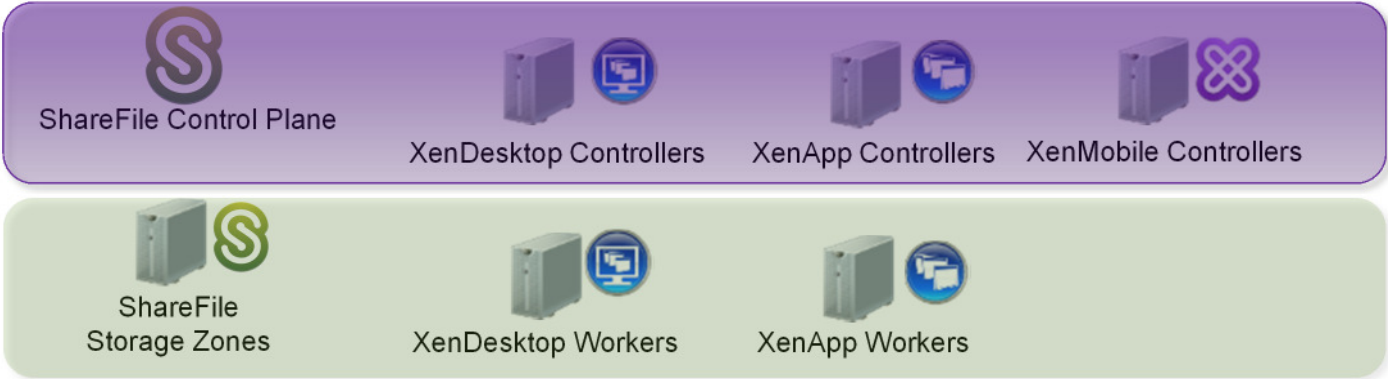 ShareFile Control Plane
XenDesktop Controllers
XenApp Controllers
XenMobile Controllers
ShareFile
Storage Zones
XenDesktop Workers
XenApp Workers